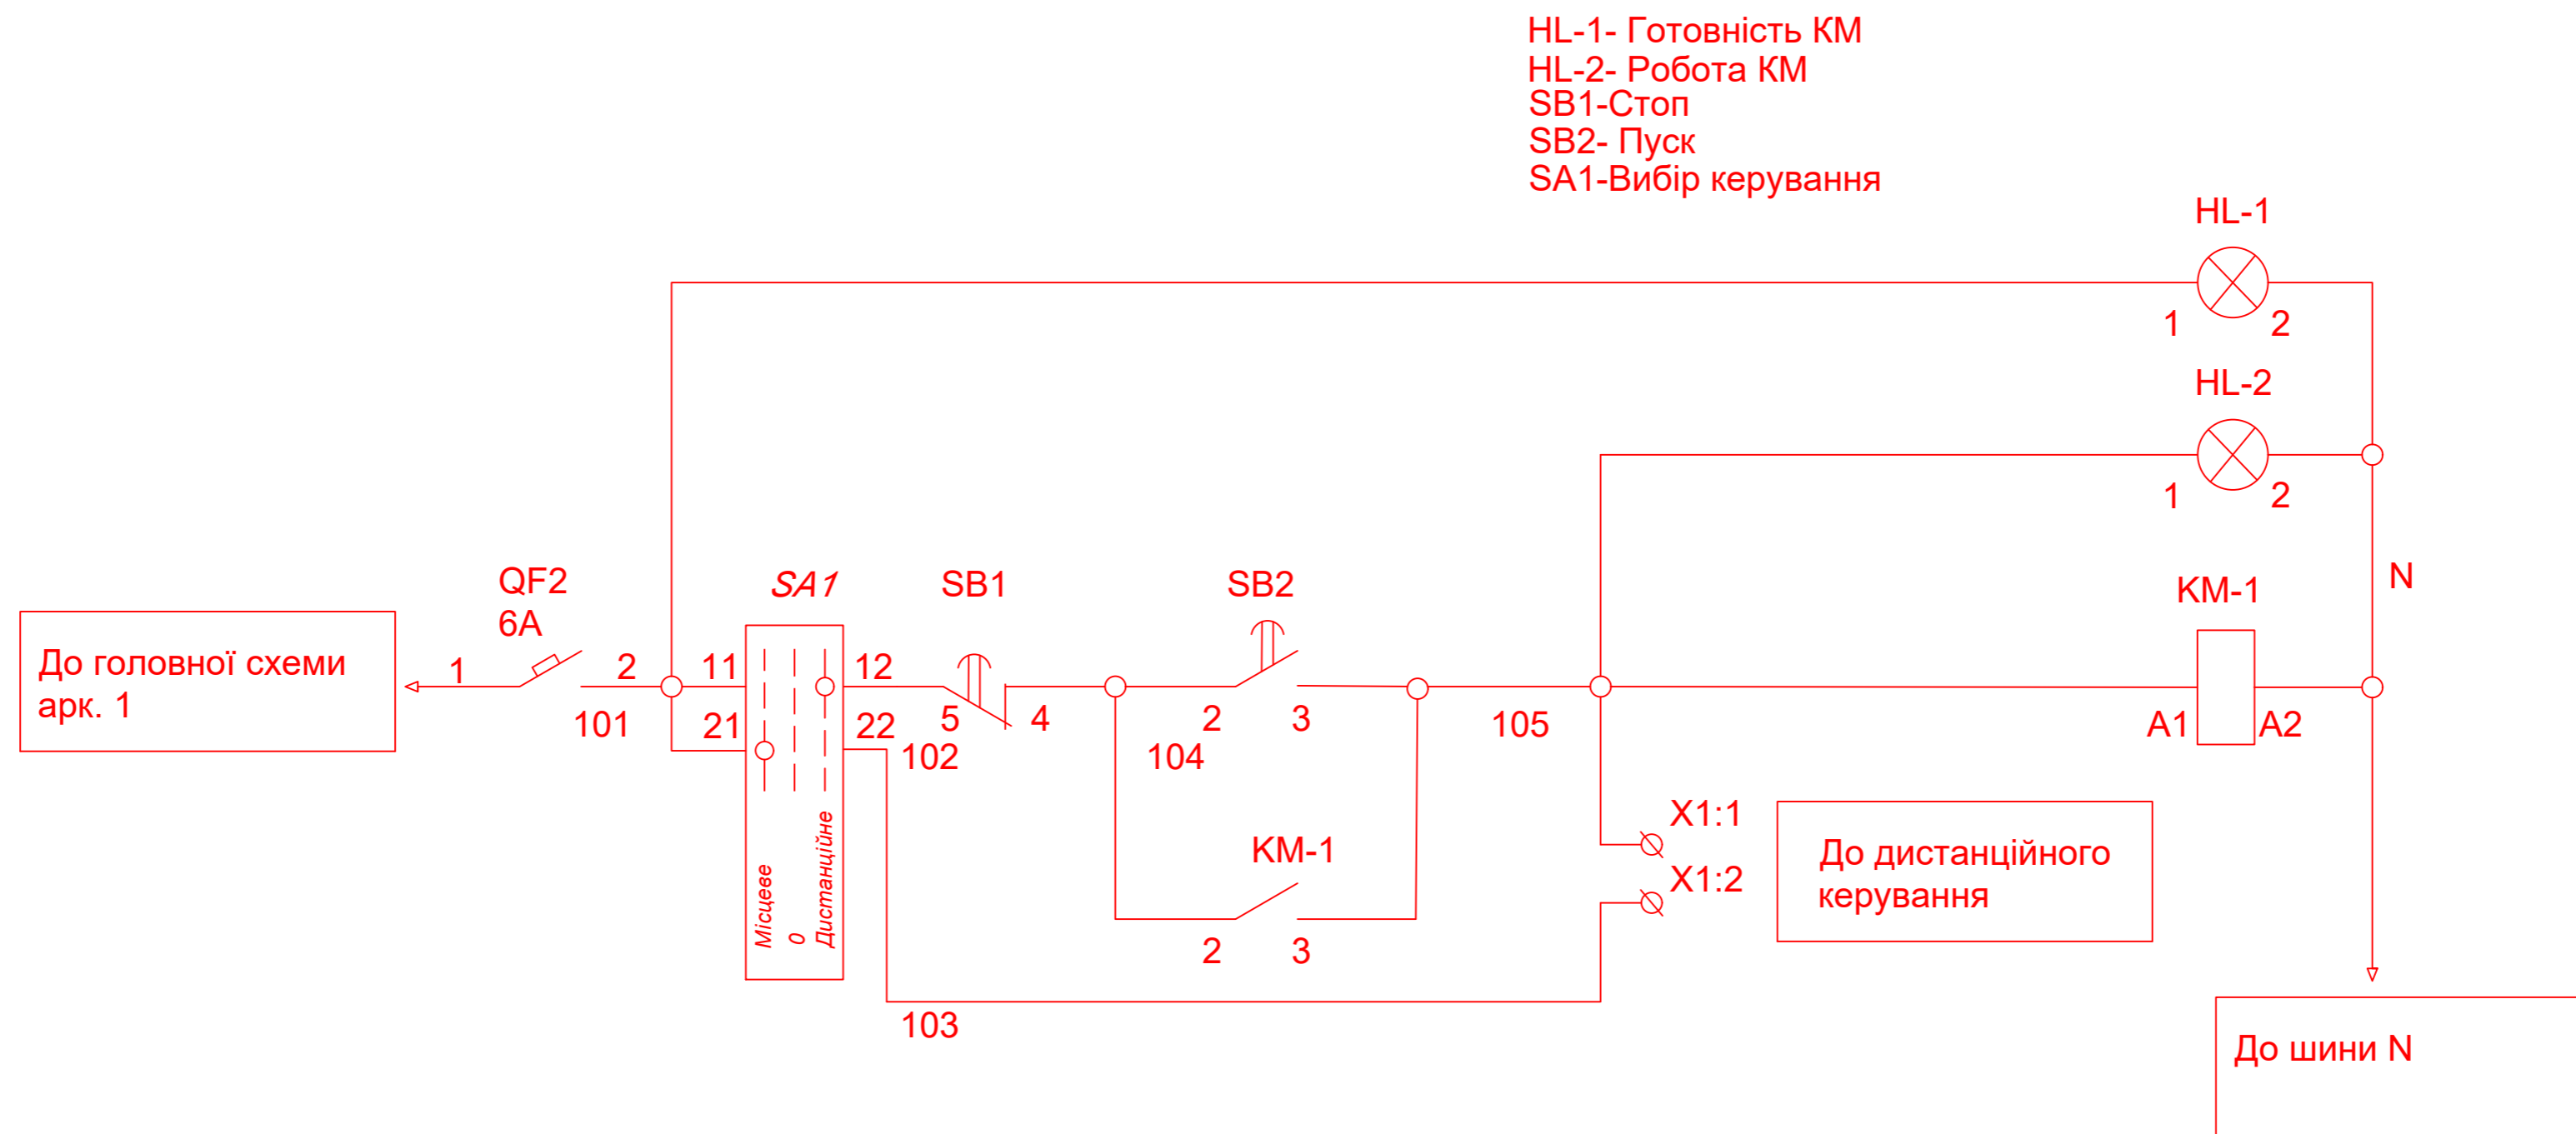 HL-1- Готовність КМ
HL-2- Робота КМ
SB1-Стоп
SB2- Пуск
SA1-Вибір керування
HL-1
1 2
HL-2
1 2
QF2
6A
SA1
SB1
SB2
KM-1
N
До головної схеми
арк. 1
1
2
11
12
101
21
22
102
5
4
2
3
104
105
A1
A2
Місцеве
0
Дистанційне
KM-1
2
3
103
X1:1
X1:2
До дистанційного
керування
До шини N